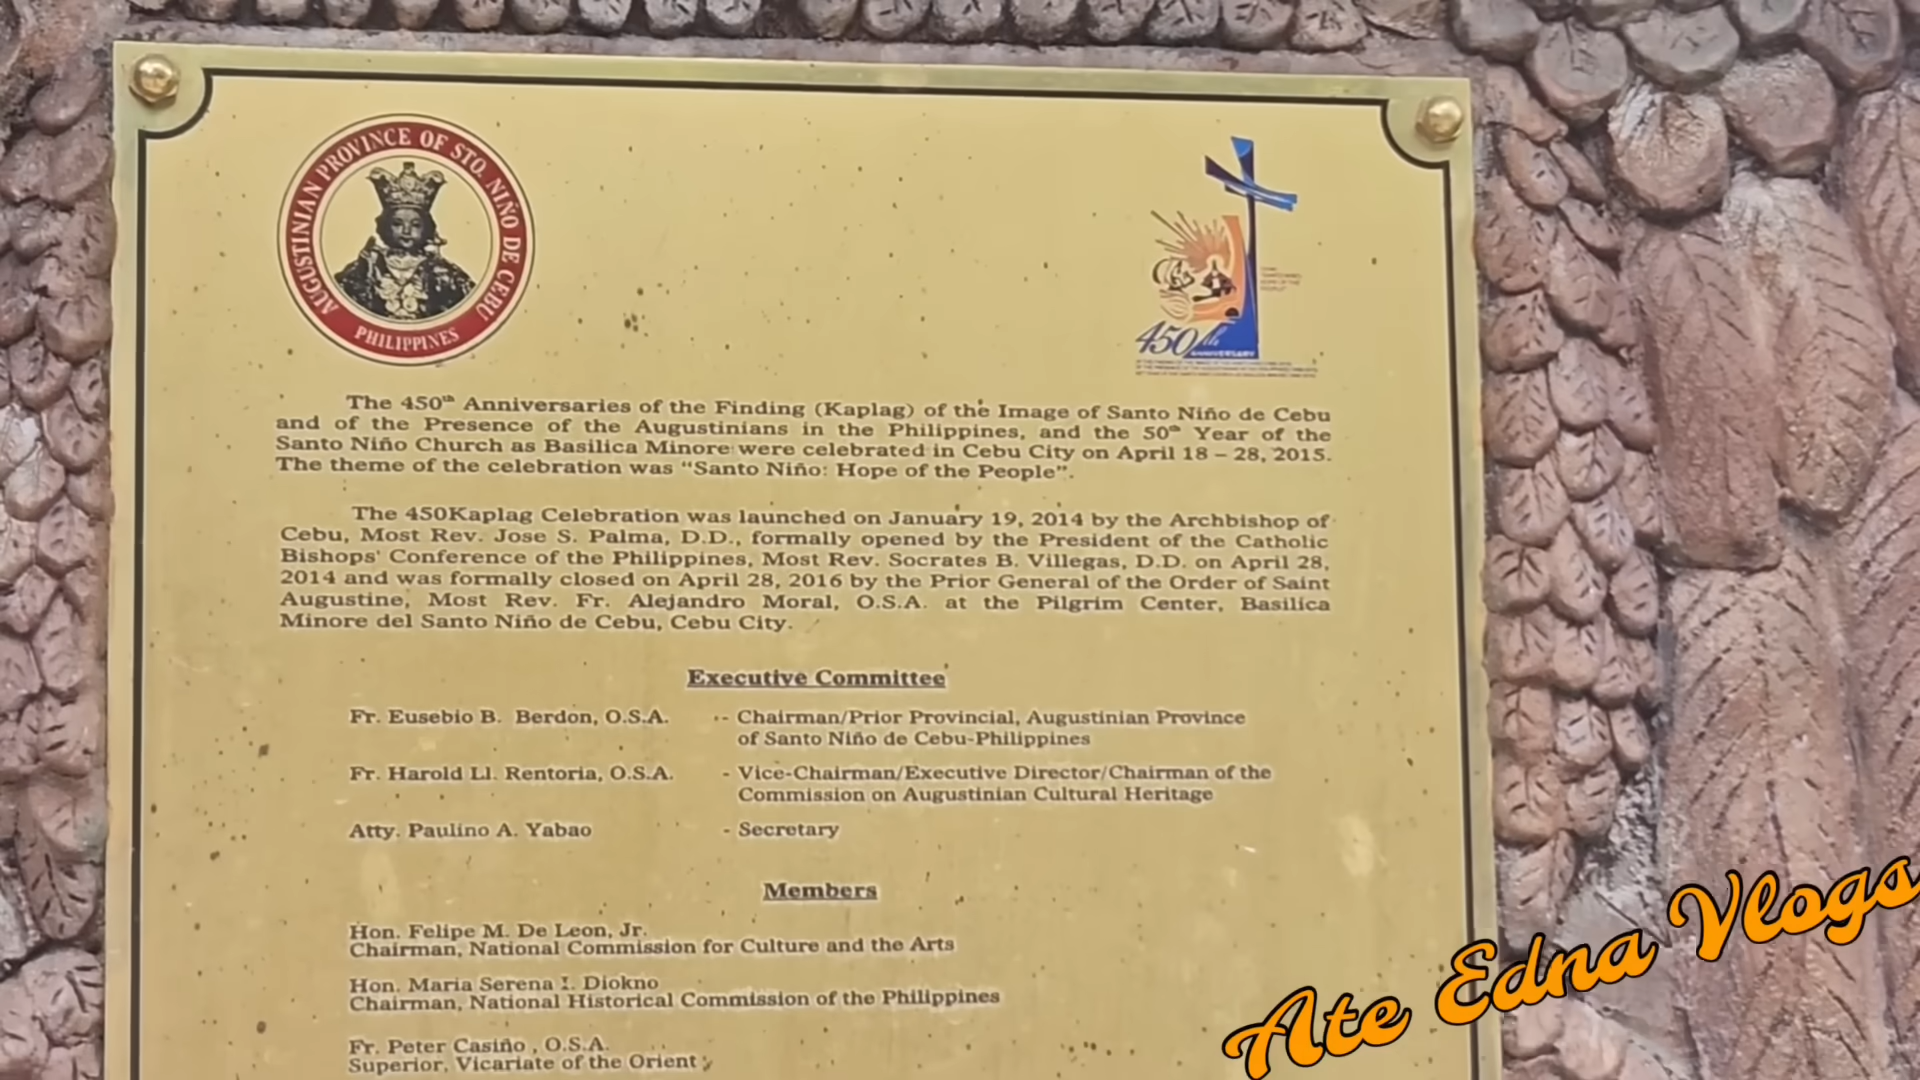 AUGUSTINIAN PROVINCE OF STO. NIÑO DE CEBU
PHILIPPINES
450th
ANNIVERSARY
The 450th Anniversaries of the Finding (Kaplag) of the Image of Santo Niño de Cebu
and of the Presence of the Augustinians in the Philippines, and the 50th Year of the
Santo Niño Church as Basilica Minore were celebrated in Cebu City on April 18 – 28, 2015.
The theme of the celebration was “Santo Niño: Hope of the People”.
The 450Kaplag Celebration was launched on January 19, 2014 by the Archbishop of
Cebu, Most Rev. Jose S. Palma, D.D., formally opened by the President of the Catholic
Bishops' Conference of the Philippines, Most Rev. Socrates B. Villegas, D.D. on April 28,
2014 and was formally closed on April 28, 2016 by the Prior General of the Order of Saint
Augustine, Most Rev. Fr. Alejandro Moral, O.S.A. at the Pilgrim Center, Basilica
Minore del Santo Niño de Cebu, Cebu City.
Executive Committee
Fr. Eusebio B. Berdon, O.S.A. - Chairman/Prior Provincial, Augustinian Province
of Santo Niño de Cebu-Philippines
Fr. Harold Ll. Rentoria, O.S.A. - Vice-Chairman/Executive Director/Chairman of the
Commission on Augustinian Cultural Heritage
Atty. Paulino A. Yabao - Secretary
Members
Hon. Felipe M. De Leon, Jr.
Chairman, National Commission for Culture and the Arts
Hon. Maria Serena I. Diokno
Chairman, National Historical Commission of the Philippines
Fr. Peter Casiño , O.S.A.
Superior, Vicariate of the Orient
Ate Edna Vlogs